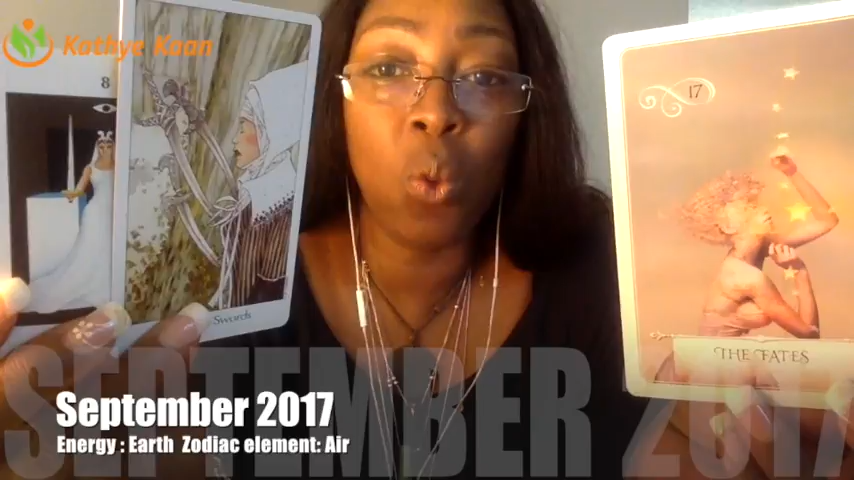 Kathye Kaan
8
17
Swords
THE FATES
SEPTEMBER 2017
September 2017
Energy : Earth Zodiac element: Air